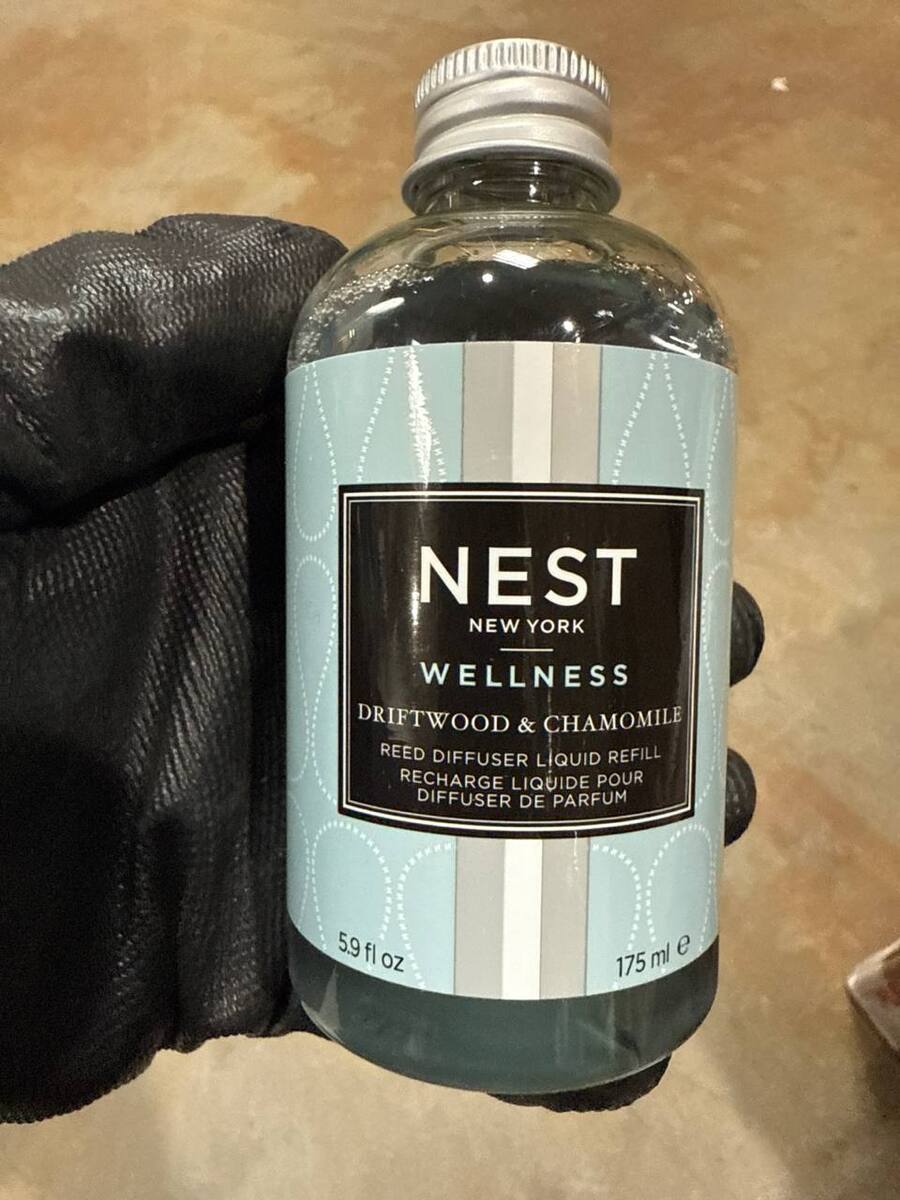 NEST
NEW YORK
WELLNESS
DRIFTWOOD & CHAMOMILE
REED DIFFUSER LIQUID REFILL
RECHARGE LIQUIDE POUR
DIFFUSER DE PARFUM
5.9 fl oz
175 ml ℮